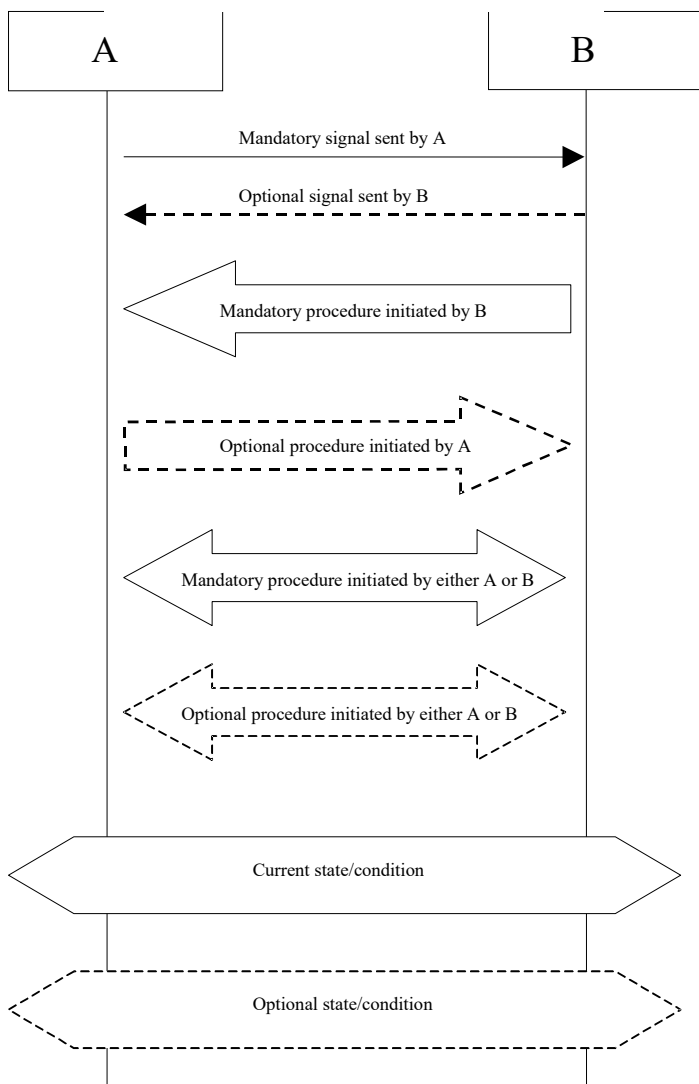 A
B
Mandatory signal sent by A
Optional signal sent by B
Mandatory procedure initiated by B
Optional procedure initiated by A
Mandatory procedure initiated by either A or B
Optional procedure initiated by either A or B
Current state/condition
Optional state/condition